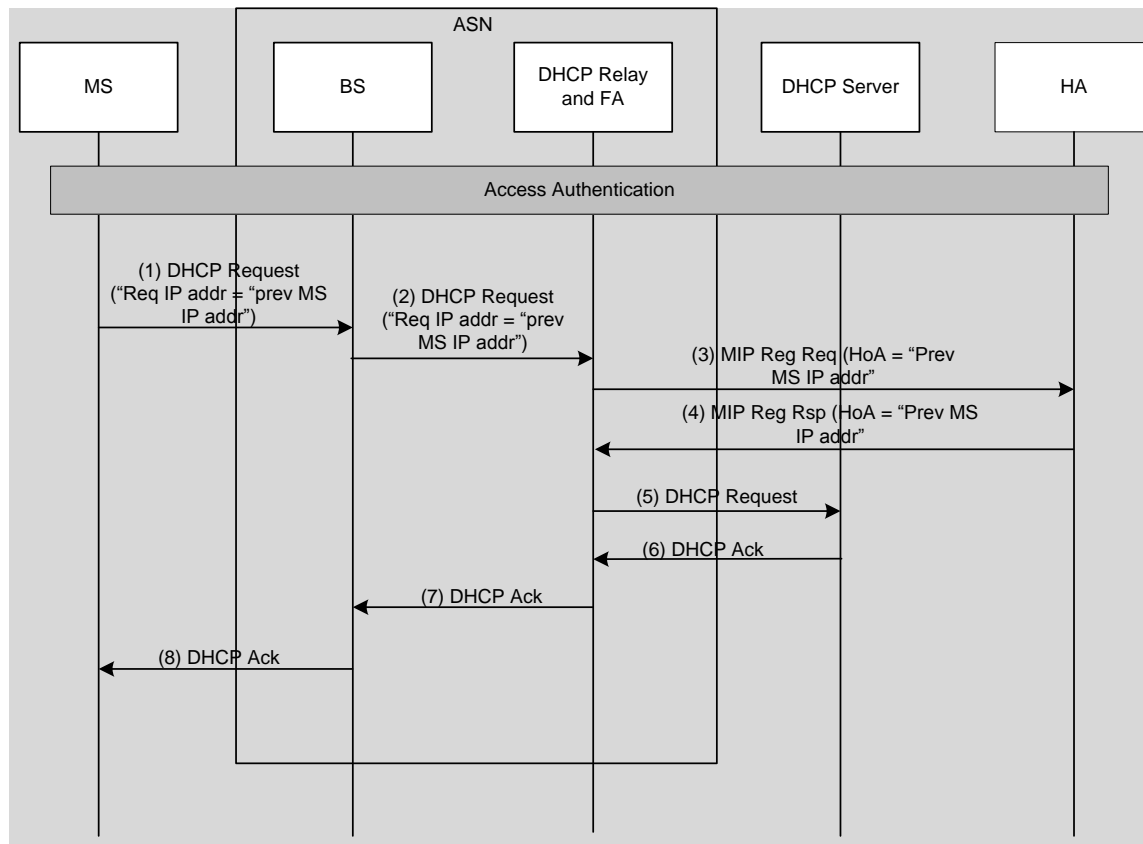 ASN
MS
BS
DHCP Relay
and FA
DHCP Server
HA
Access Authentication
(1) DHCP Request
(“Req IP addr = “prev MS
IP addr”)
(2) DHCP Request
(“Req IP addr = “prev
MS IP addr”)
(3) MIP Reg Req (HoA = “Prev
MS IP addr”
(4) MIP Reg Rsp (HoA = “Prev MS
IP addr”
(5) DHCP Request
(6) DHCP Ack
(7) DHCP Ack
(8) DHCP Ack